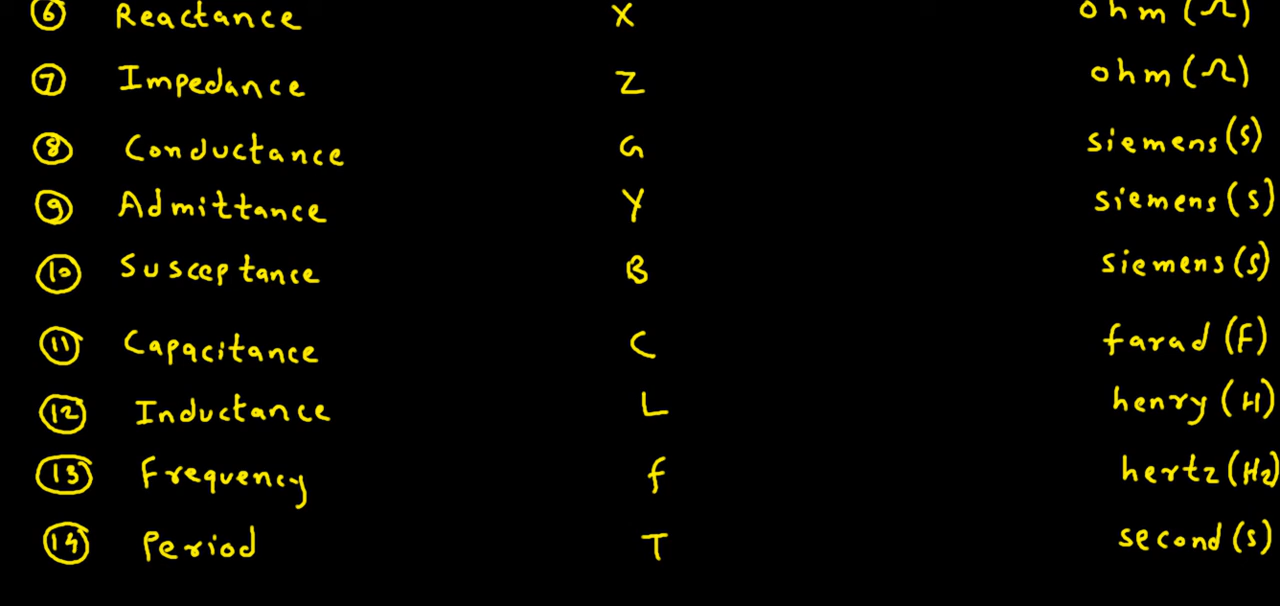 ⑥ Reactance X ohm (Ω)
⑦ Impedance Z ohm (Ω)
⑧ Conductance G siemens (S)
⑨ Admittance Y siemens (S)
⑩ Susceptance B siemens (S)
⑪ Capacitance C farad (F)
⑫ Inductance L henry (H)
⑬ Frequency f hertz (Hz)
⑭ Period T second (s)